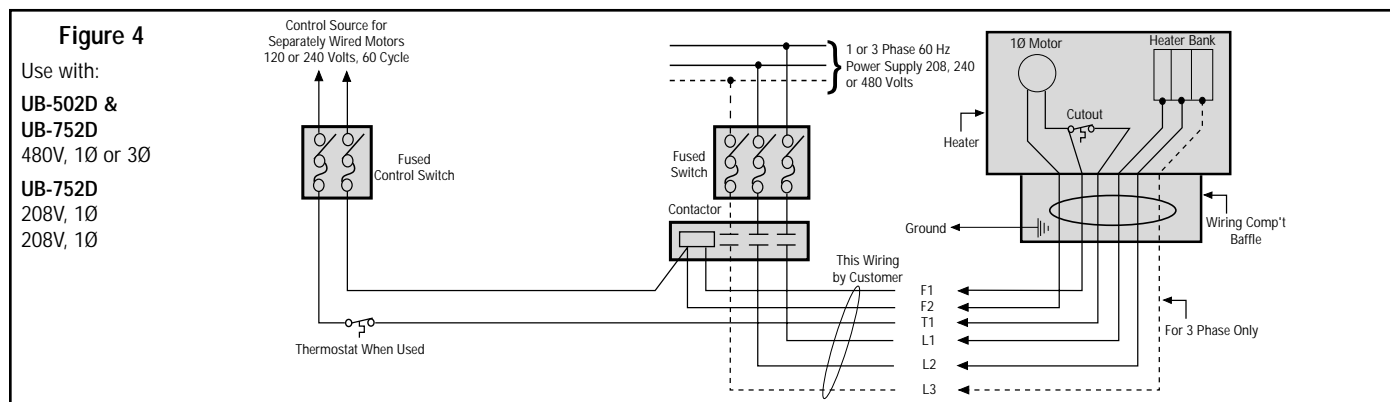 Figure 4
Use with:
UB-502D &
UB-752D
480V, 1Ø or 3Ø
UB-752D
208V, 1Ø
208V, 1Ø
Control Source for
Separately Wired Motors
120 or 240 Volts, 60 Cycle
Fused
Control Switch
Thermostat When Used
1 or 3 Phase 60 Hz
Power Supply 208, 240
or 480 Volts
Fused
Switch
Contactor
This Wiring
by Customer
1Ø Motor
Heater Bank
Cutout
Heater
Ground
Wiring Comp't
Baffle
F1
F2
T1
L1
L2
L3
For 3 Phase Only